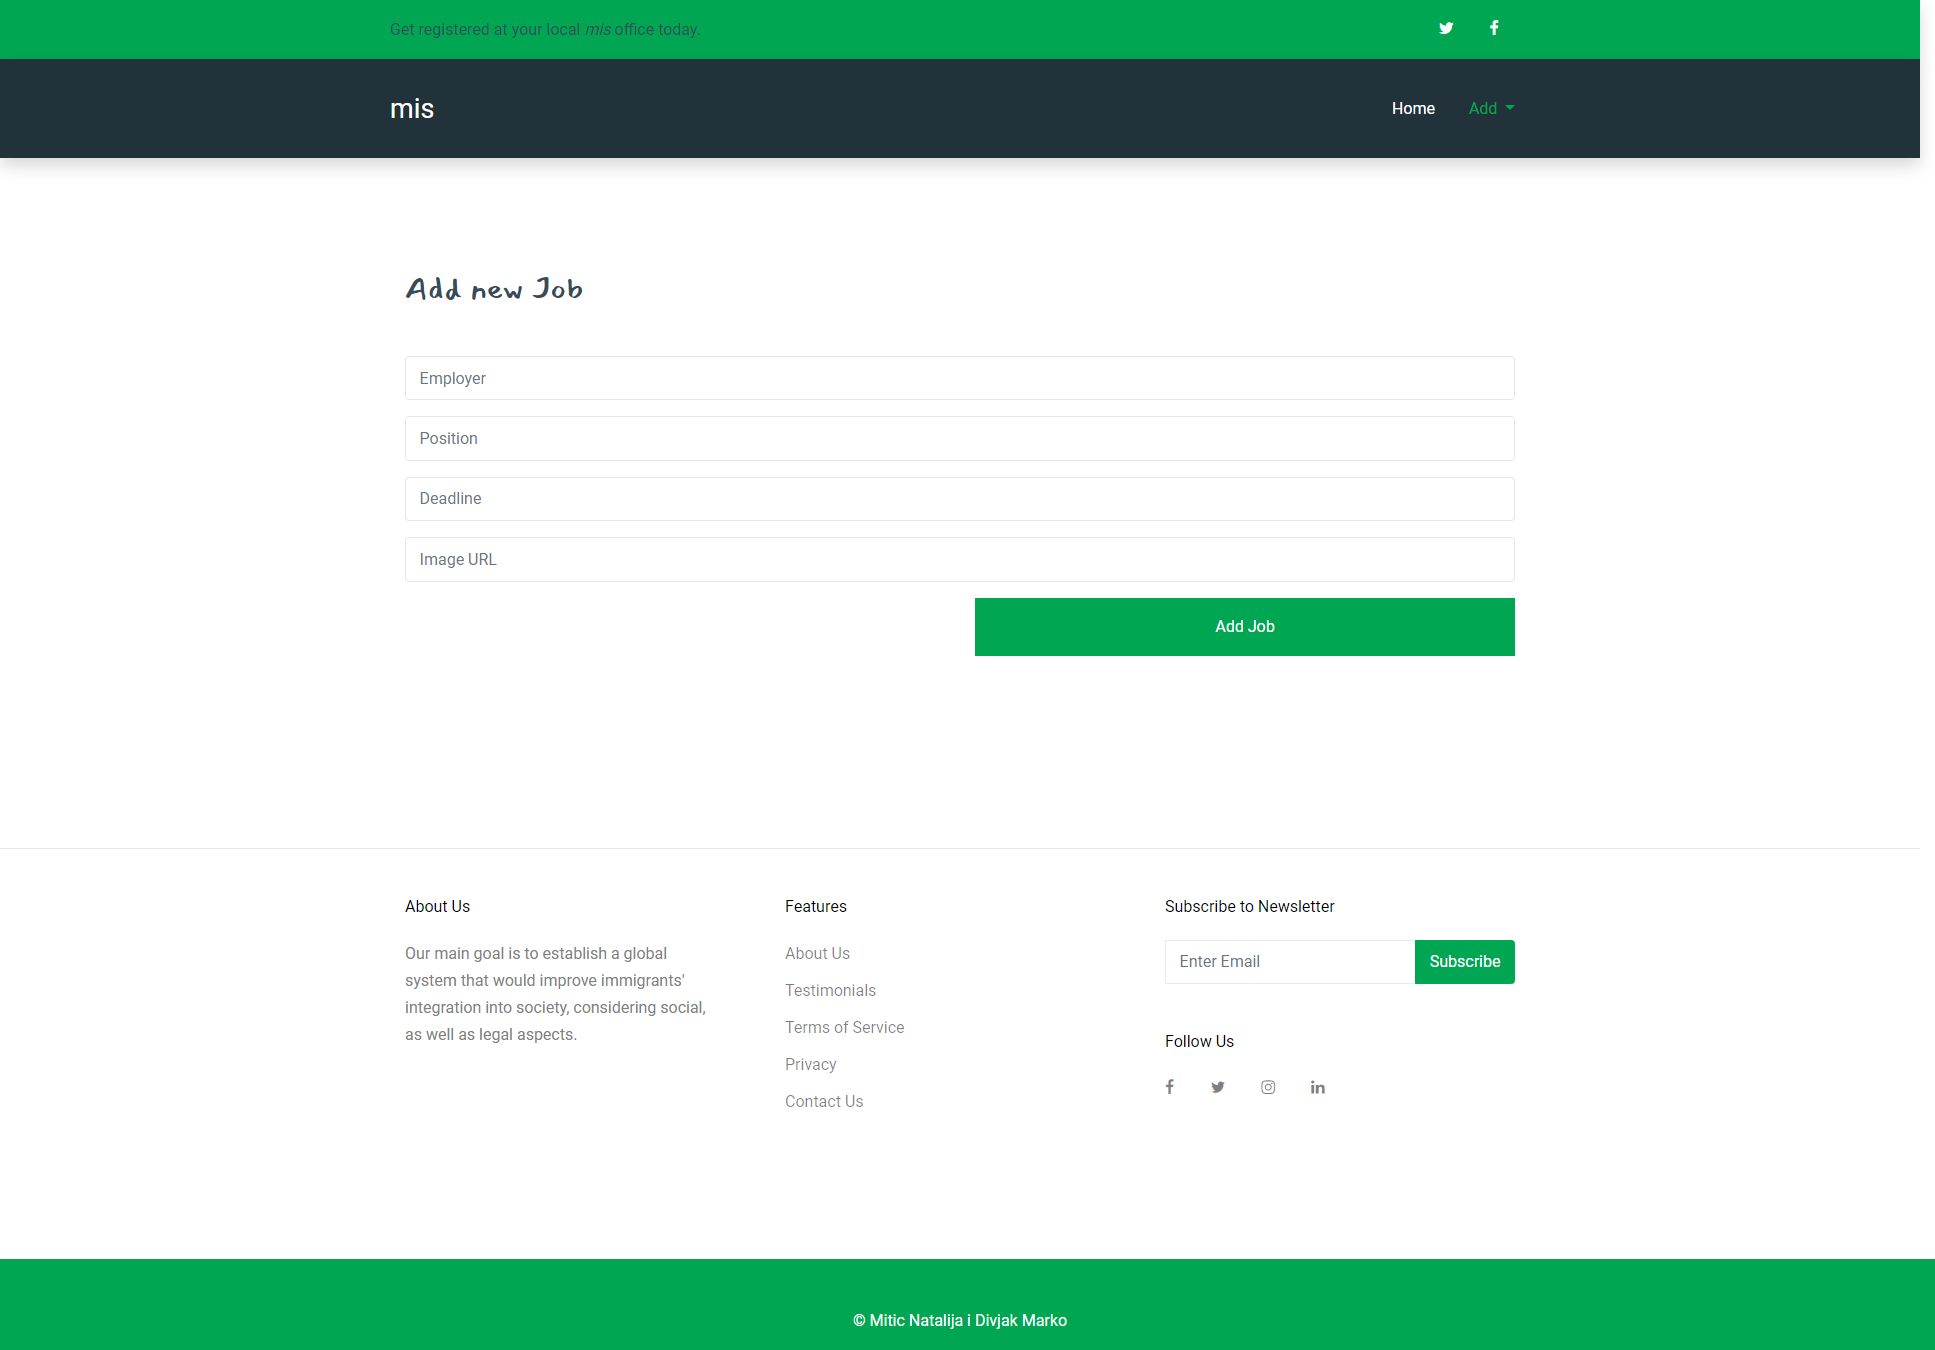 Get registered at your local mis office today.
mis
Home
Add
Add new Job
Employer
Position
Deadline
Image URL
Add Job
About Us
Our main goal is to establish a global
system that would improve immigrants'
integration into society, considering social,
as well as legal aspects.
Features
About Us
Testimonials
Terms of Service
Privacy
Contact Us
Subscribe to Newsletter
Enter Email
Subscribe
Follow Us
© Mitic Natalija i Divjak Marko